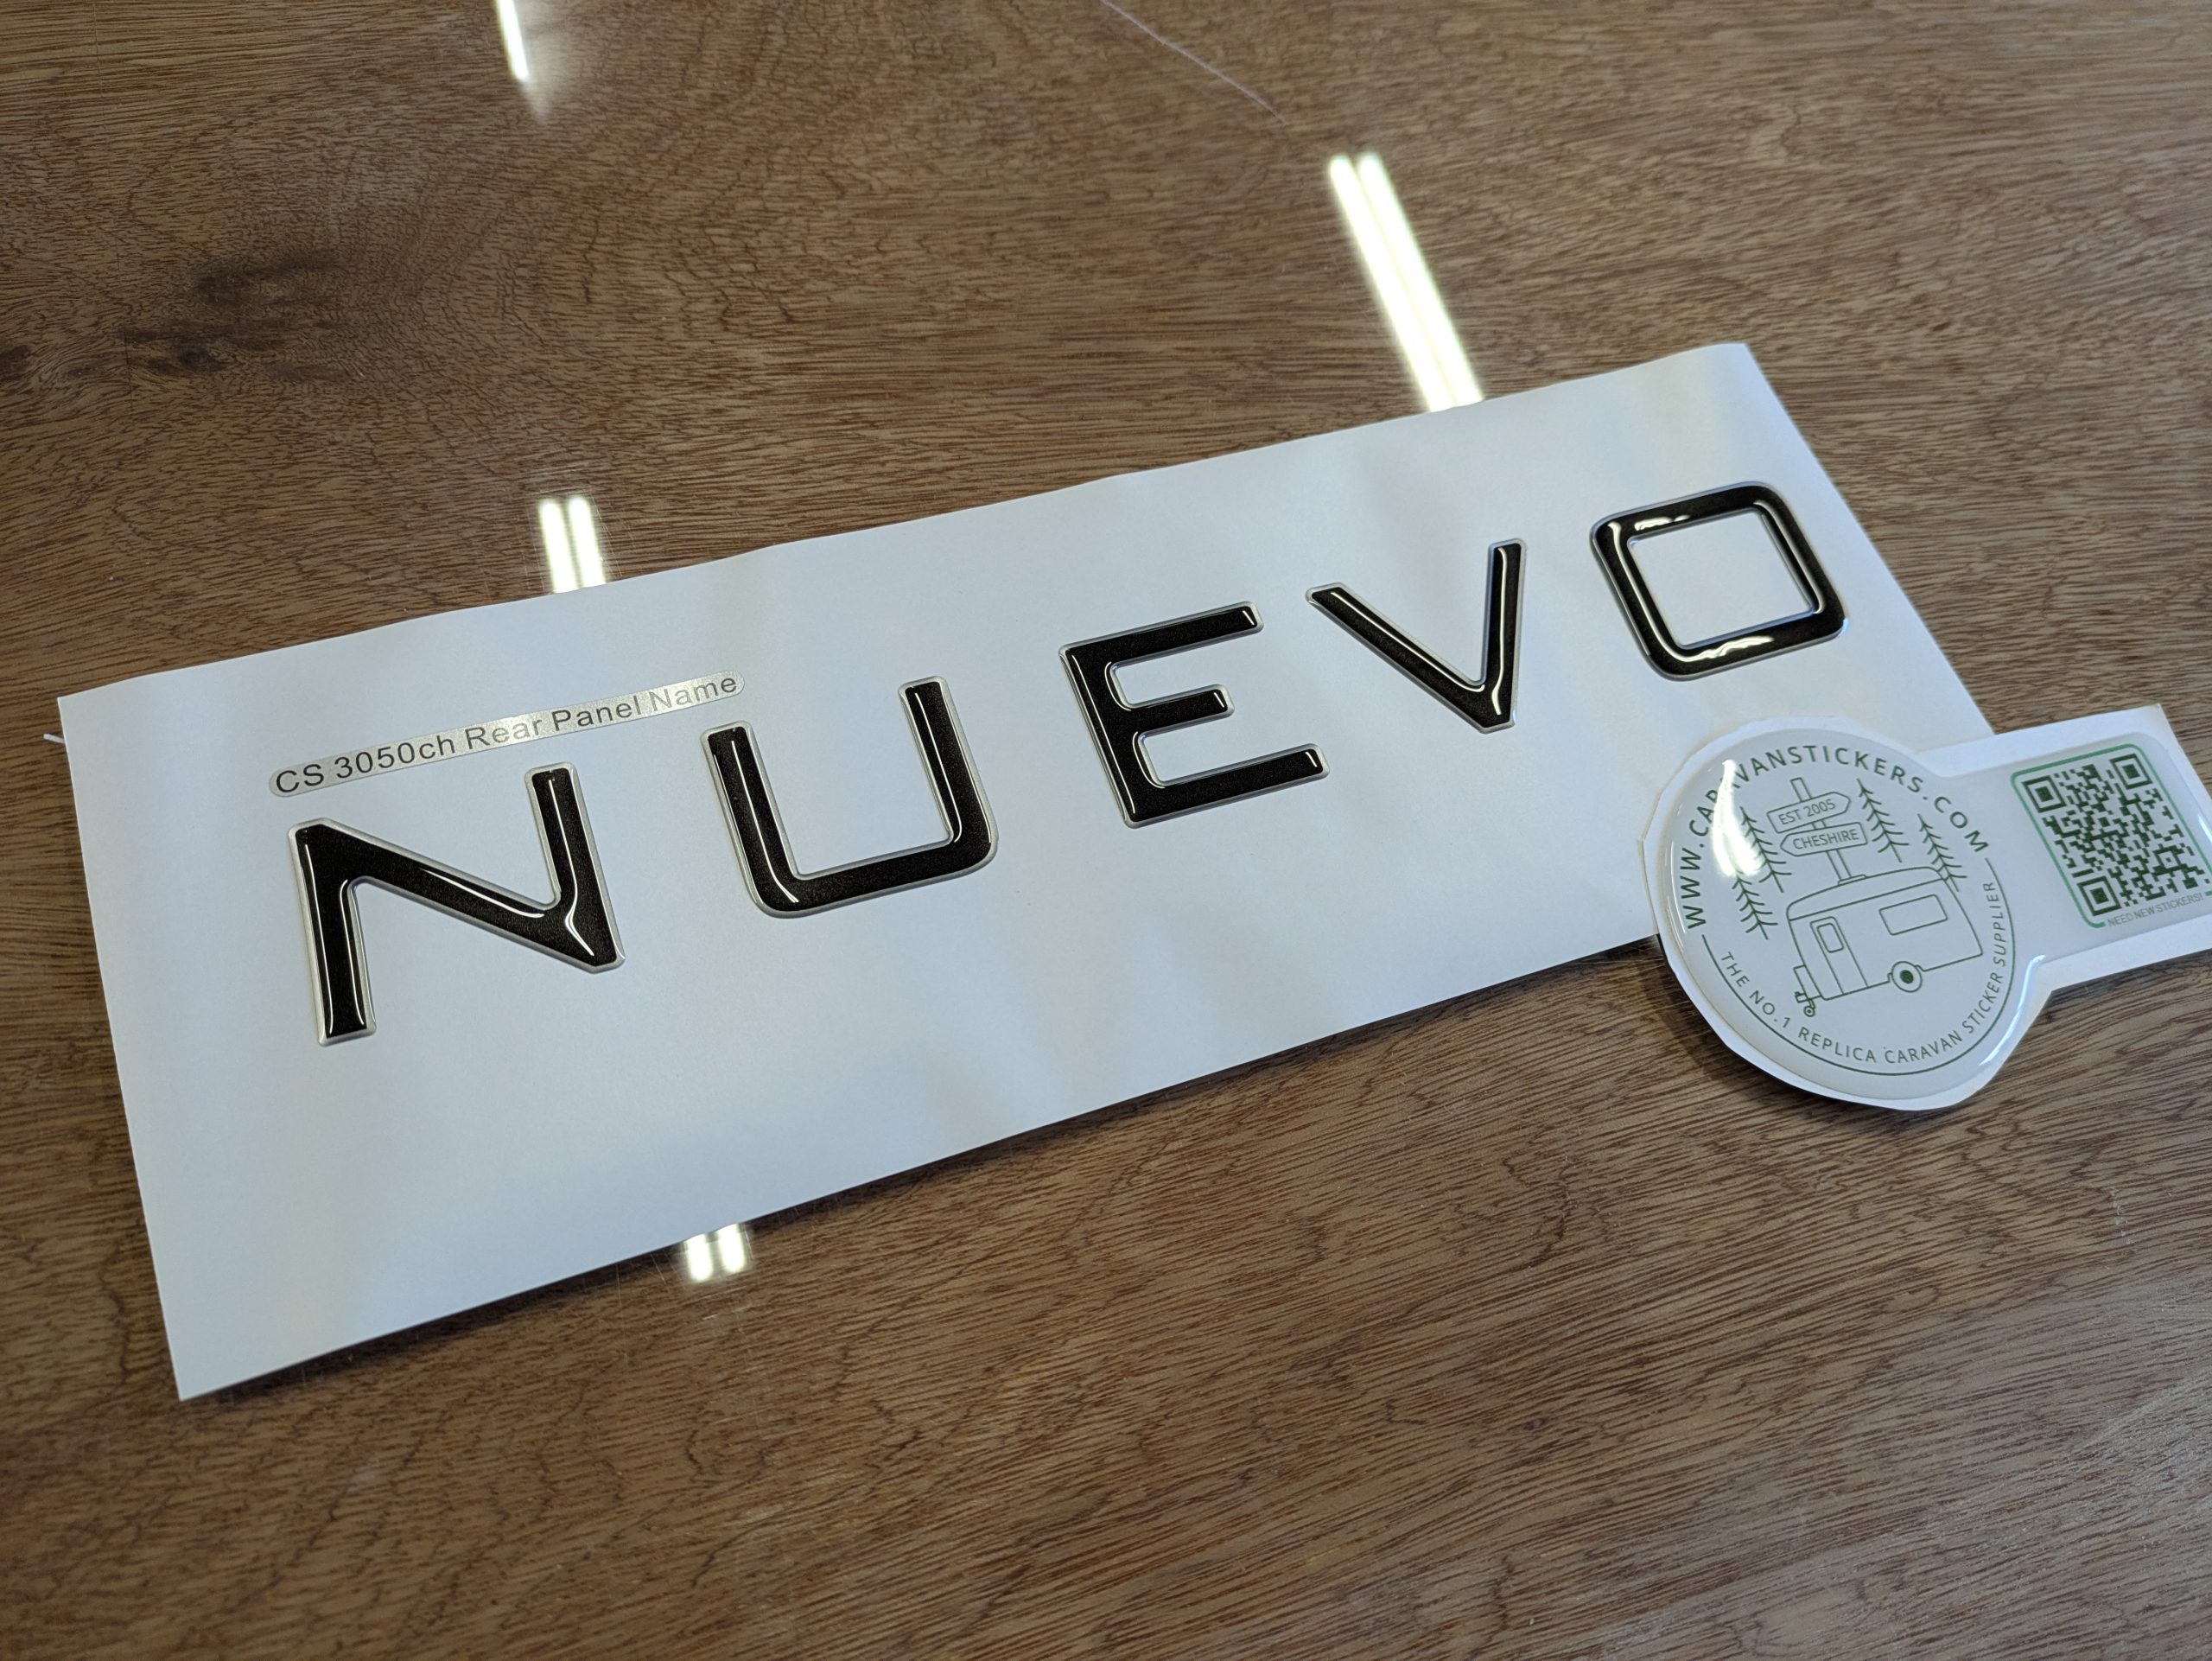 CS 3050ch Rear Panel Name
NUEVO
WWW.CARAVANSTICKERS.COM
EST 2005
CHESHIRE
THE NO.1 REPLICA CARAVAN STICKER SUPPLIER
NEED NEW STICKERS?